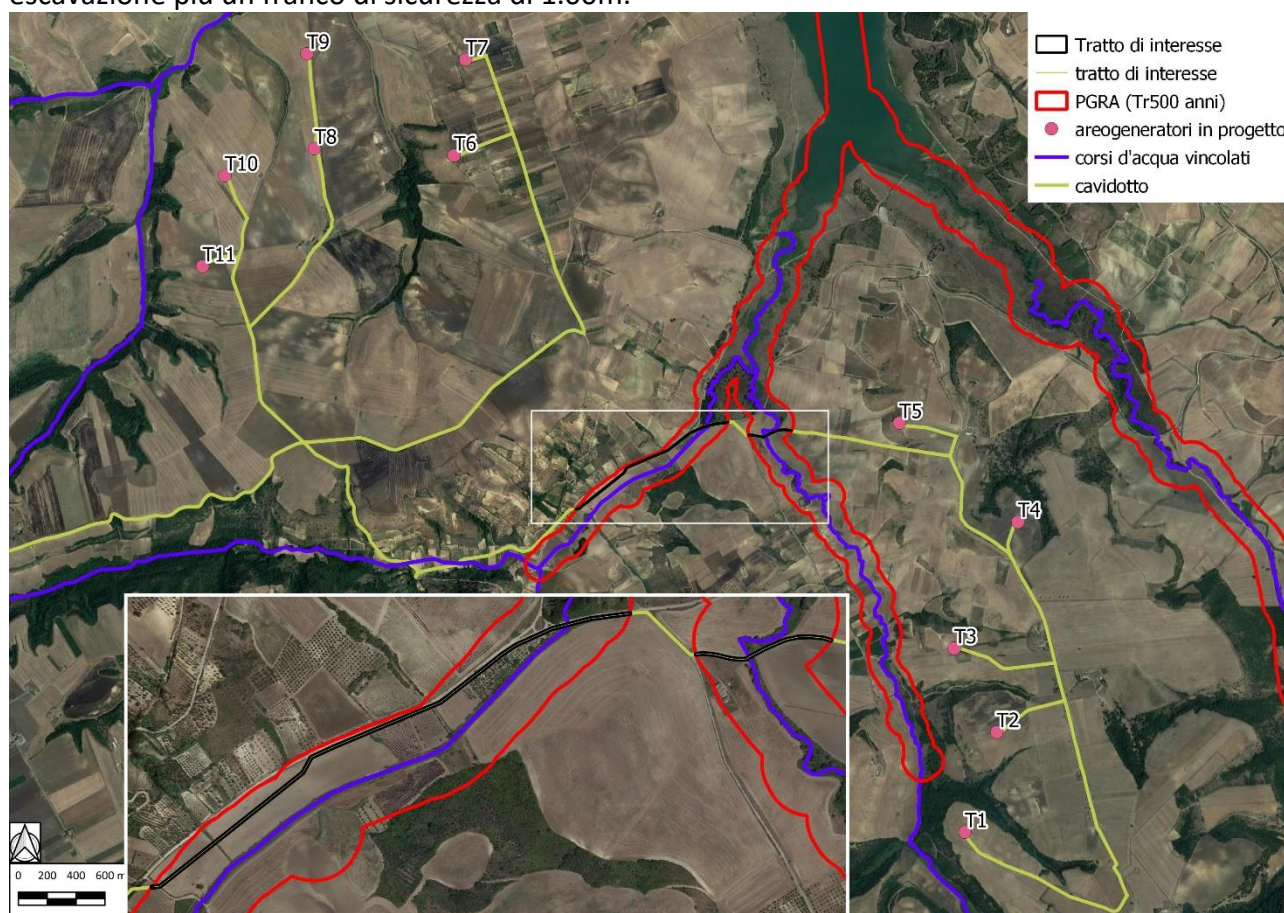 escavazione più un franco di sicurezza di 1.00m.
Tratto di interesse
tratto di interesse
PGRA (Tr500 anni)
areogeneratori in progetto
corsi d'acqua vincolati
cavidotto
T9
T7
T8
T6
T10
T11
T5
T4
T3
T2
T1
0 200 400 600 m